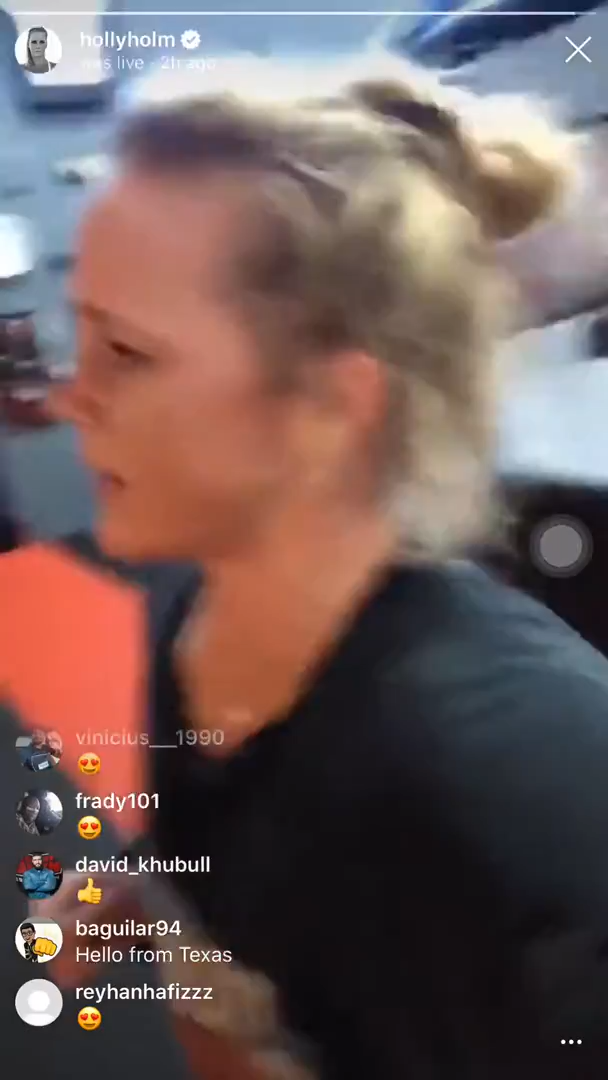 hollyholm
was live · 2h ago
vinicius__1990
😍
frady101
😍
david_khubull
👍
baguilar94
Hello from Texas
reyhanhafizzz
😍